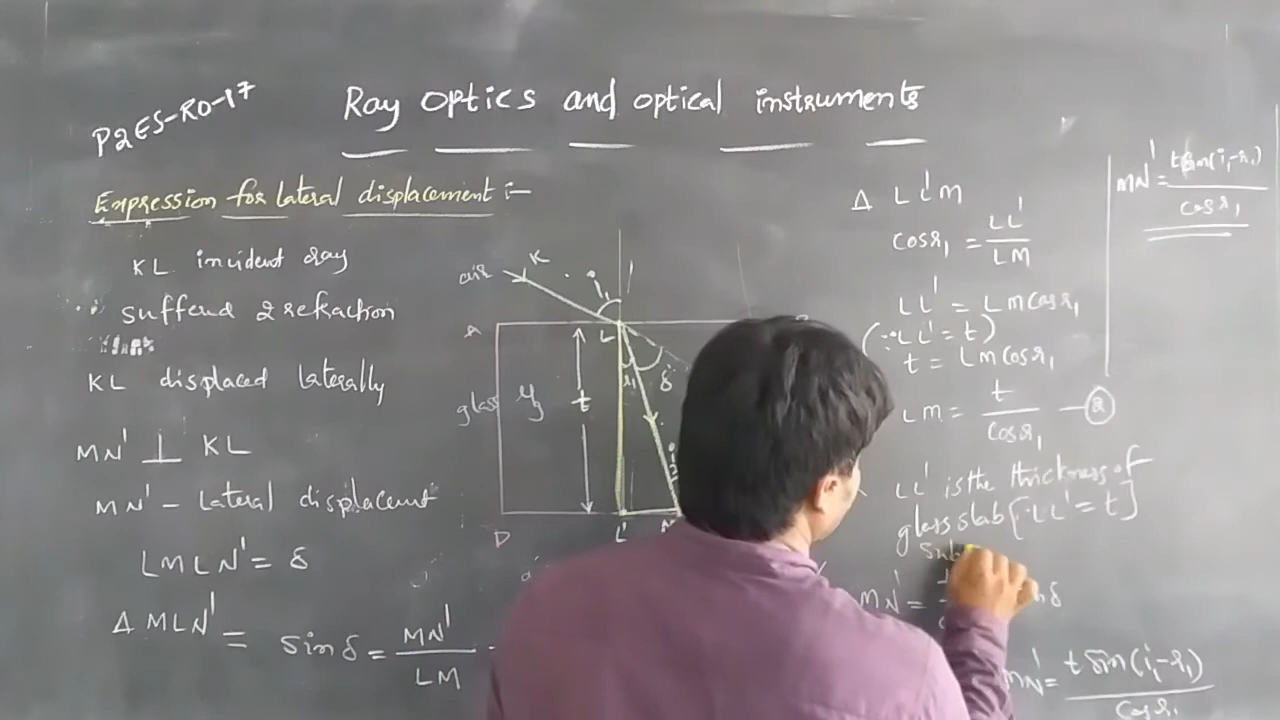 P2ES-RO-17
Ray optics and optical instruments
Expression for lateral displacement :-
KL incident ray
suffered 2 refraction
KL displaced laterally
MN' ⊥ KL
MN' - lateral displacement
∠MLN' = δ
Δ MLN' =
sin δ = MN' / LM
air
K
i₁
A
L
r₁
δ
glass
t
D
L'
Δ LL'M
cos r₁ = LL' / LM
LL' = LM cos r₁
(∵ LL' = t)
t = LM cos r₁
LM = t / cos r₁ — ②
LL' is the thickness of
glass slab [∵ LL' = t]
MN' =
MN' = t sin(i₁-r₁) / cos r₁
MN' = t sin(i₁-r₁) / cos r₁